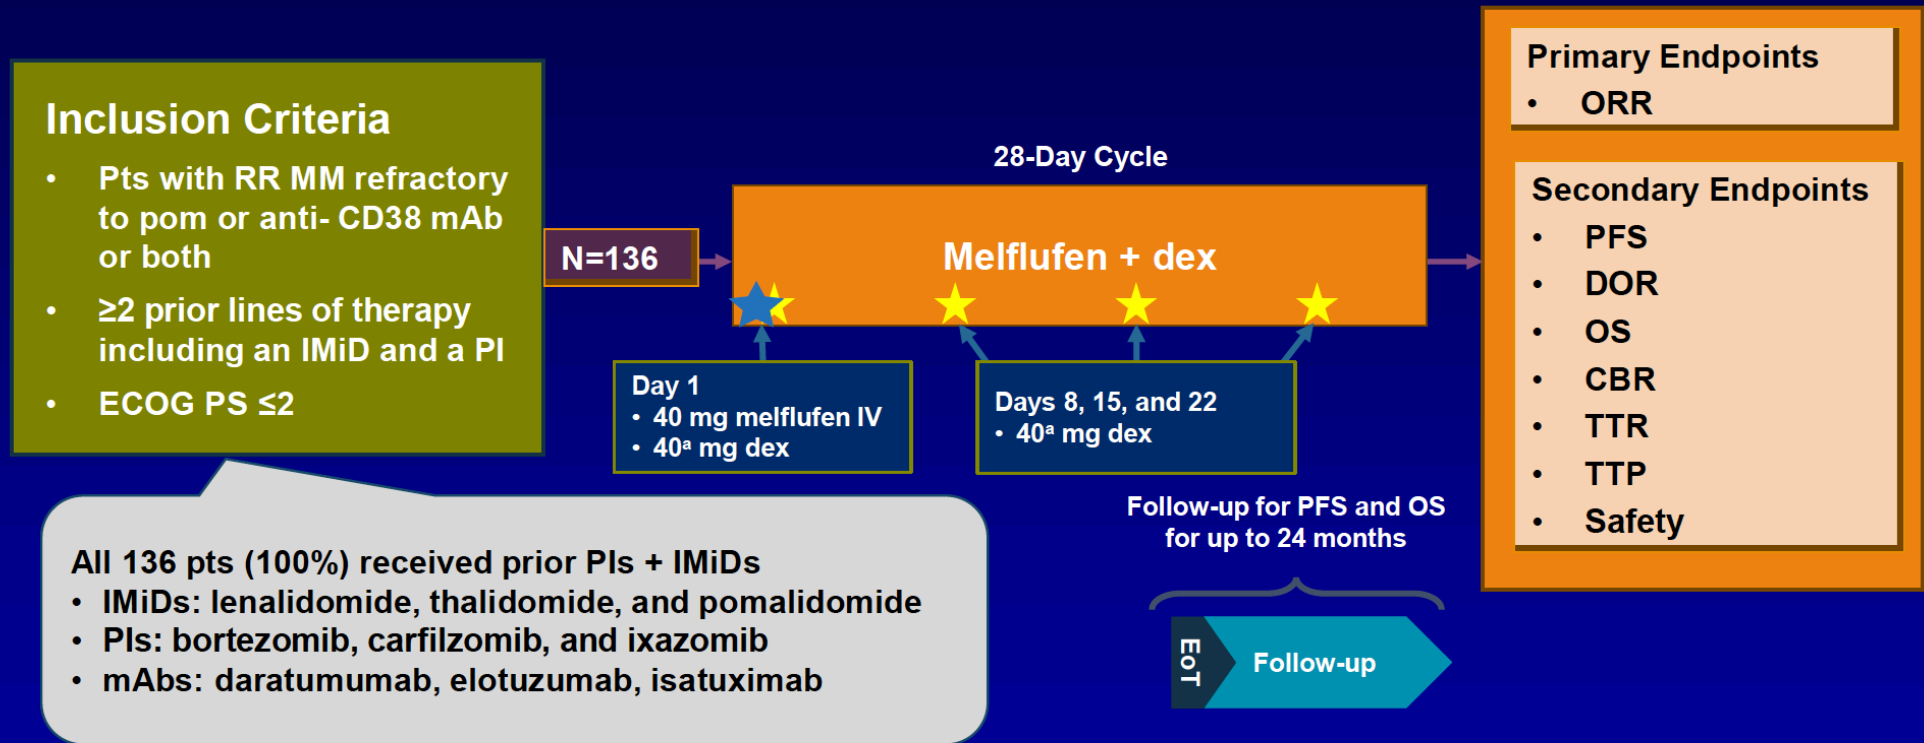 Inclusion Criteria
• Pts with RR MM refractory
to pom or anti- CD38 mAb
or both
• ≥2 prior lines of therapy
including an IMiD and a PI
• ECOG PS ≤2
All 136 pts (100%) received prior PIs + IMiDs
• IMiDs: lenalidomide, thalidomide, and pomalidomide
• PIs: bortezomib, carfilzomib, and ixazomib
• mAbs: daratumumab, elotuzumab, isatuximab
N=136
28-Day Cycle
Melflufen + dex
Day 1
• 40 mg melflufen IV
• 40ᵃ mg dex
Days 8, 15, and 22
• 40ᵃ mg dex
Follow-up for PFS and OS
for up to 24 months
EoT
Follow-up
Primary Endpoints
• ORR
Secondary Endpoints
• PFS
• DOR
• OS
• CBR
• TTR
• TTP
• Safety